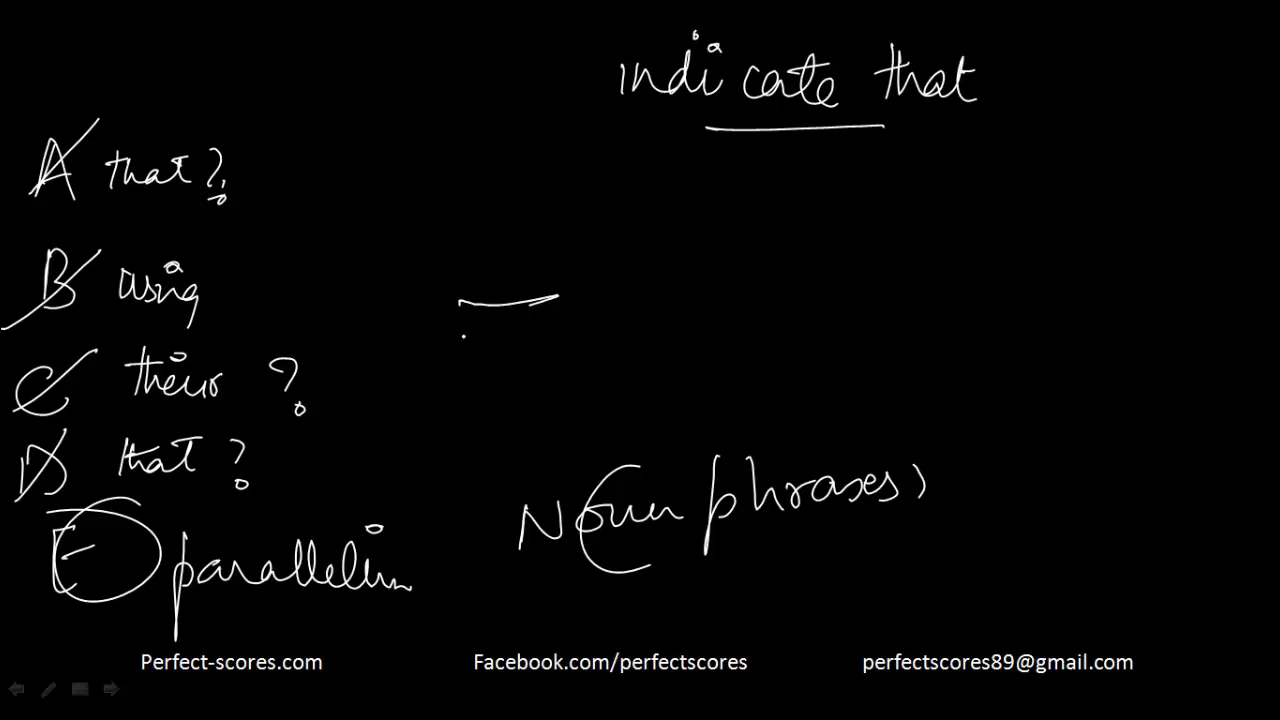 indicate that
A that?
B using
C their ?
D that?
E parallelism
Noun phrases)
Perfect-scores.com Facebook.com/perfectscores perfectscores89@gmail.com